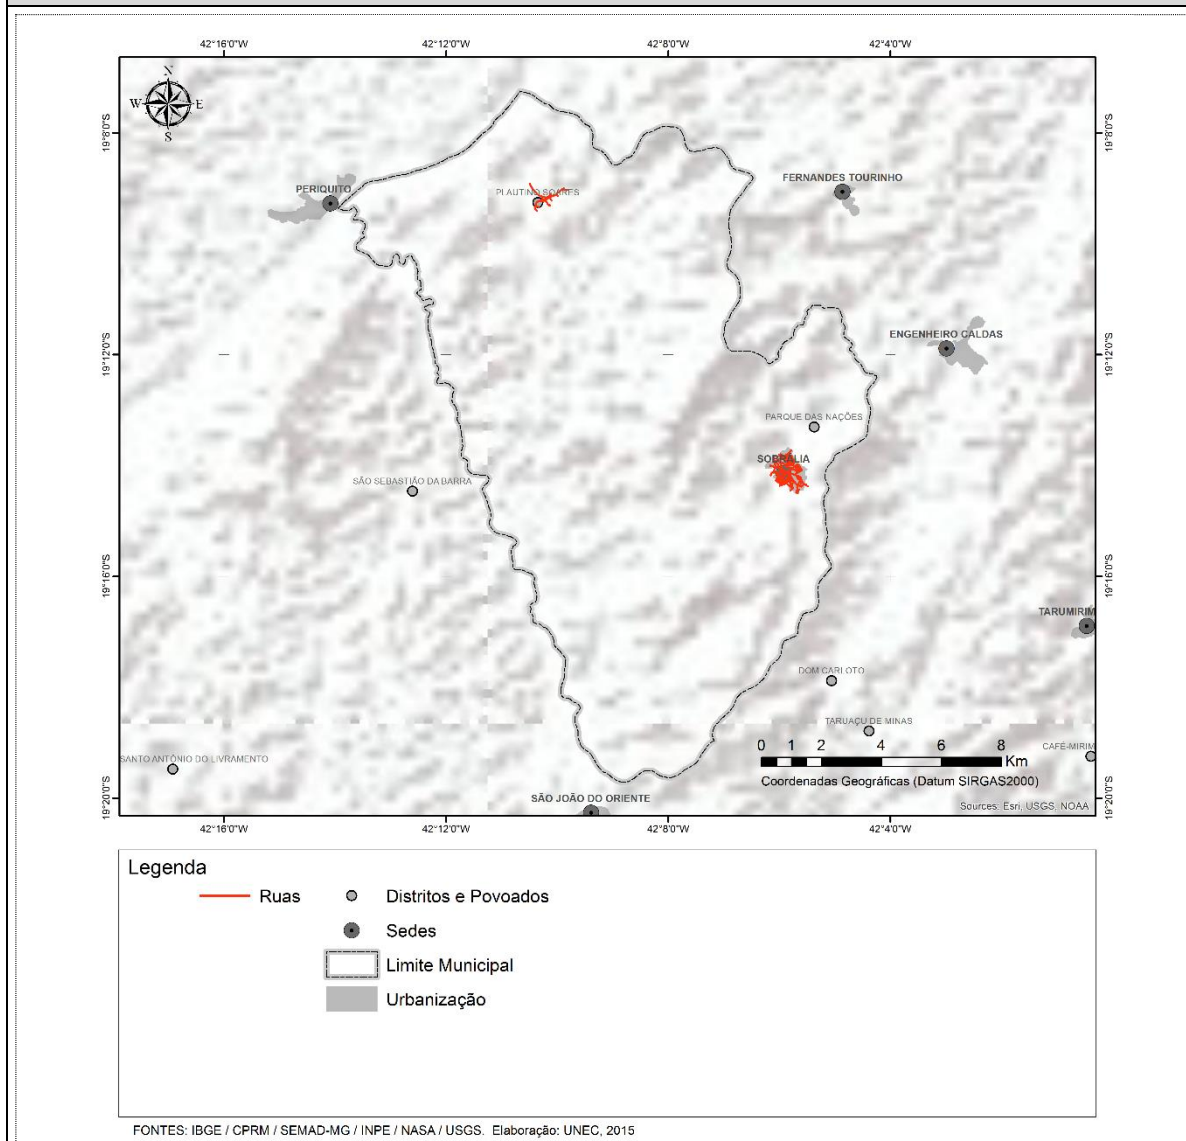 42°16'0"W 42°12'0"W 42°8'0"W 42°4'0"W
N
W E
S
19°8'0"S 19°8'0"S
PERIQUITO
PLAUTINO SOARES
FERNANDES TOURINHO
ENGENHEIRO CALDAS
19°12'0"S 19°12'0"S
PARQUE DAS NAÇÕES
SOBRÁLIA
SÃO SEBASTIÃO DA BARRA
19°16'0"S 19°16'0"S
TARUMIRIM
DOM CARLOTO
TARUAÇU DE MINAS
SANTO ANTÔNIO DO LIVRAMENTO
CAFÉ-MIRIM
0 1 2 4 6 8
Km
Coordenadas Geográficas (Datum SIRGAS2000)
SÃO JOÃO DO ORIENTE
Sources: Esri, USGS, NOAA
19°20'0"S 19°20'0"S
42°16'0"W 42°12'0"W 42°8'0"W 42°4'0"W
Legenda
Ruas
Distritos e Povoados
Sedes
Limite Municipal
Urbanização
FONTES: IBGE / CPRM / SEMAD-MG / INPE / NASA / USGS. Elaboração: UNEC, 2015